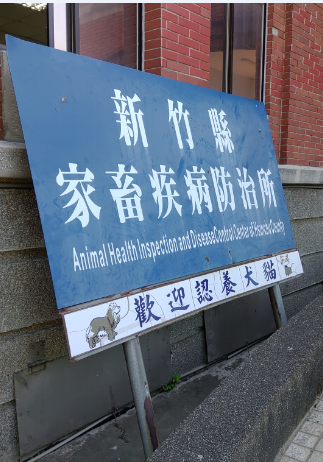 新竹縣
家畜疾病防治所
Animal Health Inspection and Disease Control Center of Hsinchu County
歡迎認養犬貓